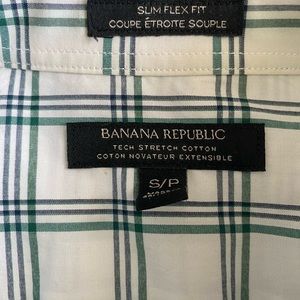 SLIM FLEX FIT
COUPE ÉTROITE SOUPLE
BANANA REPUBLIC
TECH STRETCH COTTON
COTON NOVATEUR EXTENSIBLE
S/P